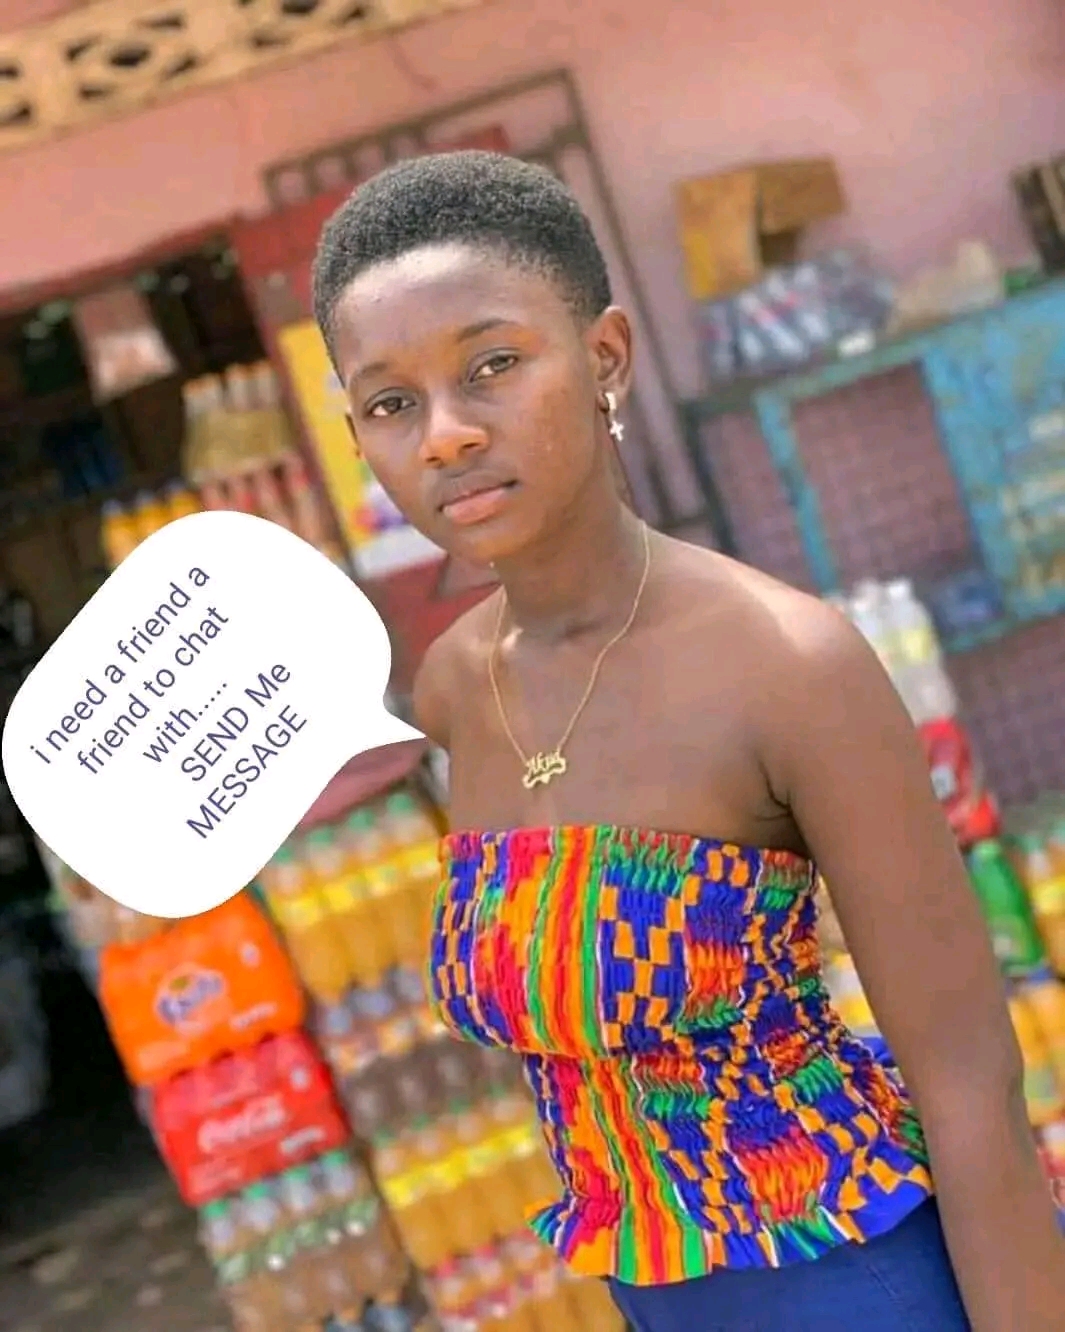 i need a friend a
friend to chat
with.....
SEND Me
MESSAGE
Fanta
Coca-Cola